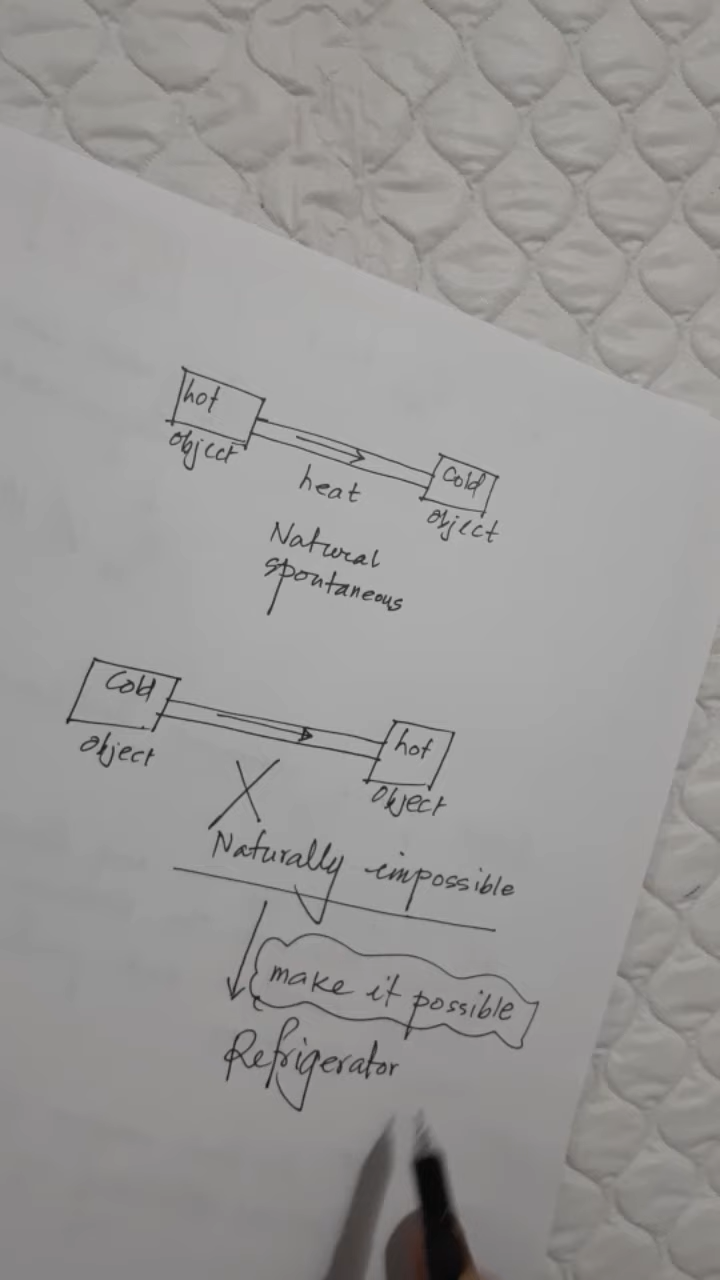 hot
object
heat
Cold
object
Natural
spontaneous
Cold
object
hot
object
Naturally impossible
make it possible
Refrigerator